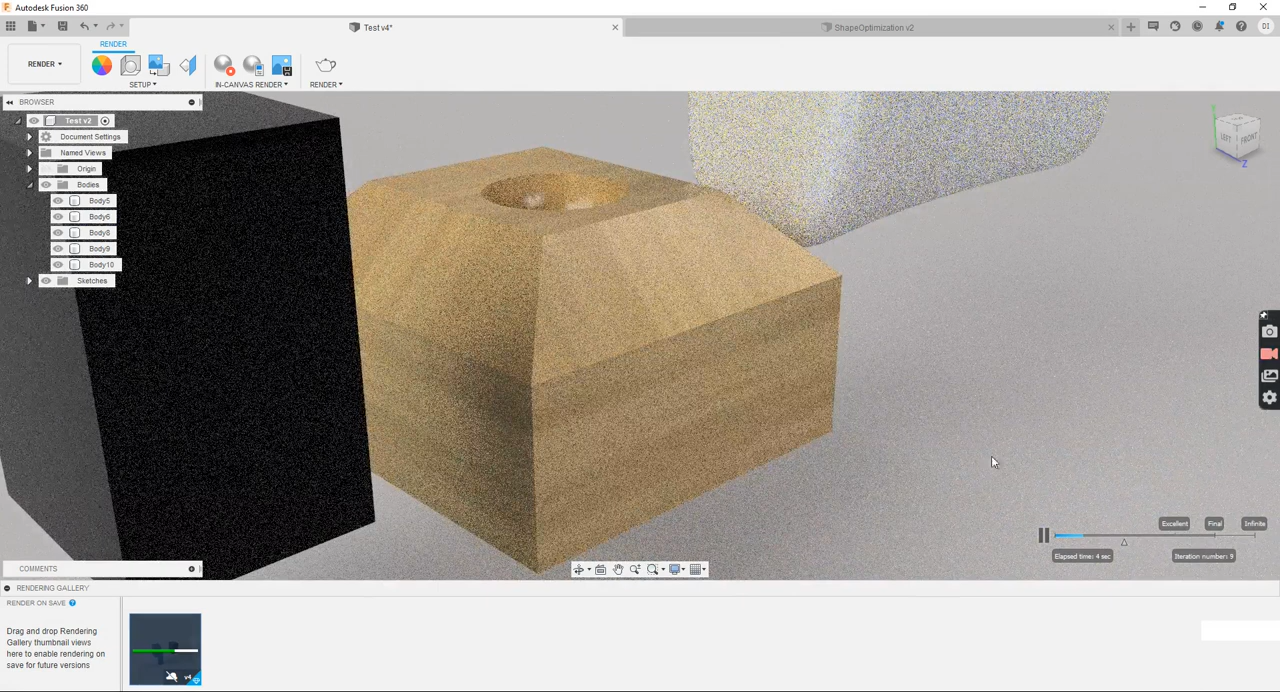 Autodesk Fusion 360
Test v4*
ShapeOptimization v2
DI
RENDER
RENDER
SETUP
IN-CANVAS RENDER
RENDER
BROWSER
Test v2
Document Settings
Named Views
Origin
Bodies
Body5
Body6
Body8
Body9
Body10
Sketches
LEFT
FRONT
Y
Z
Excellent
Final
Infinite
Elapsed time: 4 sec
Iteration number: 9
COMMENTS
RENDERING GALLERY
RENDER ON SAVE
Drag and drop Rendering
Gallery thumbnail views
here to enable rendering on
save for future versions
v4